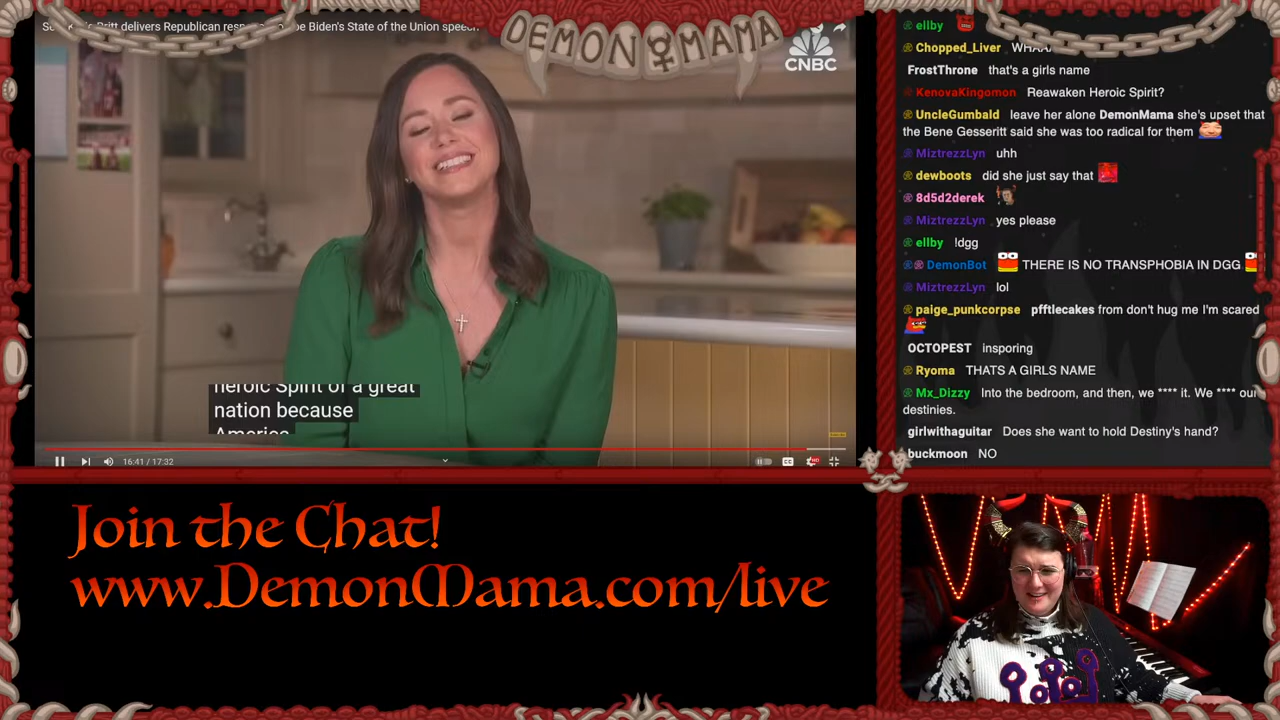 delivers Republican
Biden's State of the Union speech
DEMON MAMA
CNBC
heroic Spirit of a great
nation because
America
16:41 / 17:32
CC
HD
ellby
Chopped_Liver
FrostThrone that's a girls name
KenovaKingomon Reawaken Heroic Spirit?
UncleGumbald leave her alone DemonMama she's upset that
the Bene Gesseritt said she was too radical for them
MiztrezzLyn uhh
dewboots did she just say that
8d5d2derek
MiztrezzLyn yes please
ellby !dgg
DemonBot THERE IS NO TRANSPHOBIA IN DGG
MiztrezzLyn lol
paige_punkcorpse pfftlecakes from don't hug me I'm scared
OCTOPEST insporing
Ryoma THATS A GIRLS NAME
Mx_Dizzy Into the bedroom, and then, we **** it. We **** our
destinies.
girlwithaguitar Does she want to hold Destiny's hand?
buckmoon NO
Join the Chat!
www.DemonMama.com/live